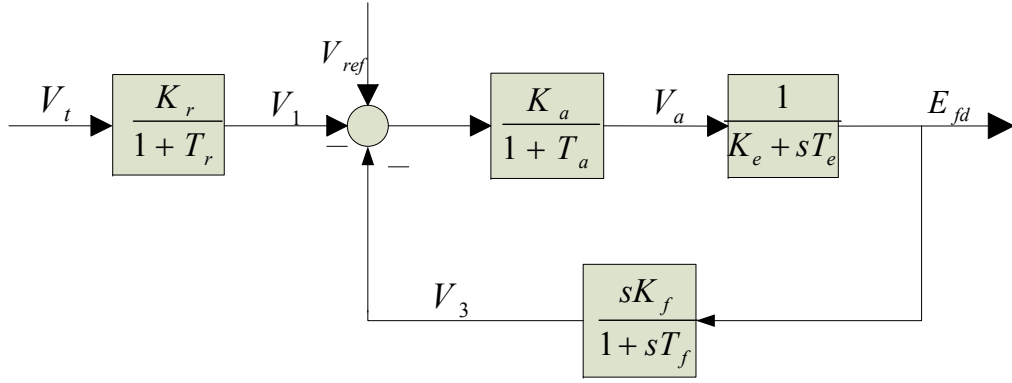 V_ref
V_t
K_r
1 + T_r
V_1
K_a
1 + T_a
V_a
1
K_e + sT_e
E_fd
−
−
V_3
sK_f
1 + sT_f